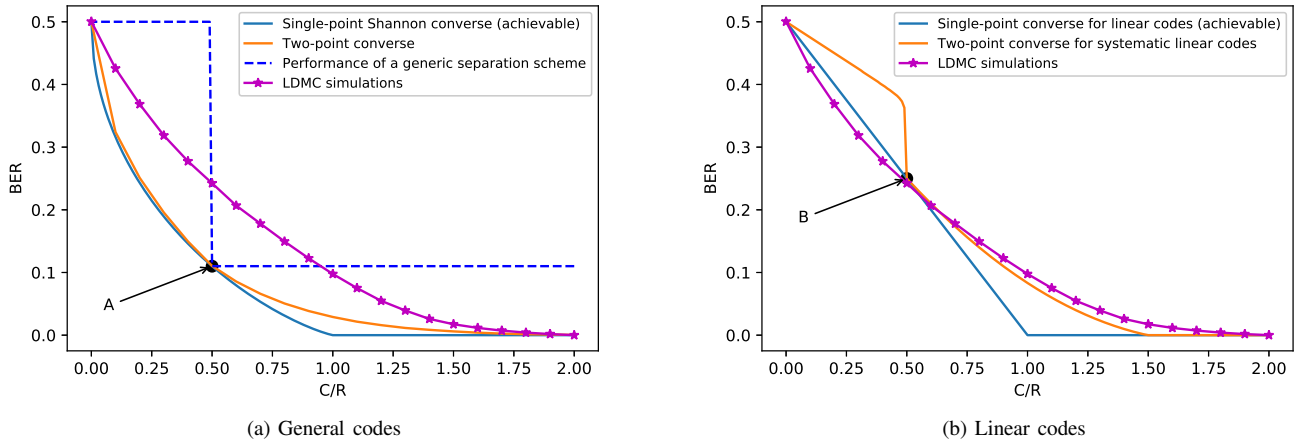 Single-point Shannon converse (achievable)
Two-point converse
Performance of a generic separation scheme
LDMC simulations
BER
0.5
0.4
0.3
0.2
0.1
0.0
A
0.00 0.25 0.50 0.75 1.00 1.25 1.50 1.75 2.00
C/R
(a) General codes
Single-point converse for linear codes (achievable)
Two-point converse for systematic linear codes
LDMC simulations
BER
0.5
0.4
0.3
0.2
0.1
0.0
B
0.00 0.25 0.50 0.75 1.00 1.25 1.50 1.75 2.00
C/R
(b) Linear codes